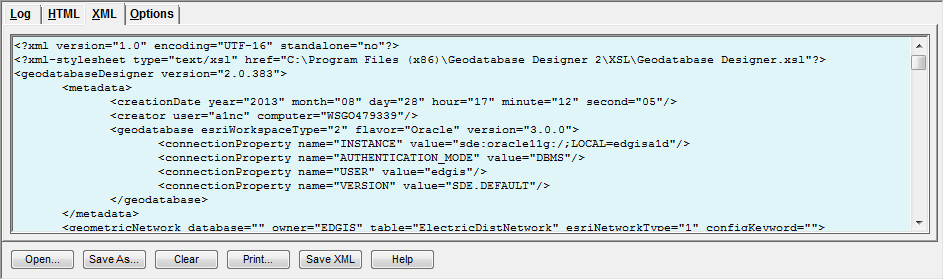 Log HTML XML Options
<?xml version="1.0" encoding="UTF-16" standalone="no"?>
<?xml-stylesheet type="text/xsl" href="C:\Program Files (x86)\Geodatabase Designer 2\XSL\Geodatabase Designer.xsl"?>
<geodatabaseDesigner version="2.0.383">
<metadata>
<creationDate year="2013" month="08" day="28" hour="17" minute="12" second="05"/>
<creator user="a1nc" computer="WSGO479339"/>
<geodatabase esriWorkspaceType="2" flavor="Oracle" version="3.0.0">
<connectionProperty name="INSTANCE" value="sde:oracle11g:/;LOCAL=edgisa1d"/>
<connectionProperty name="AUTHENTICATION_MODE" value="DBMS"/>
<connectionProperty name="USER" value="edgis"/>
<connectionProperty name="VERSION" value="SDE.DEFAULT"/>
</geodatabase>
</metadata>
<geometricNetwork database="" owner="EDGIS" table="ElectricDistNetwork" esriNetworkType="1" configKeyword="">
Open... Save As... Clear Print... Save XML Help